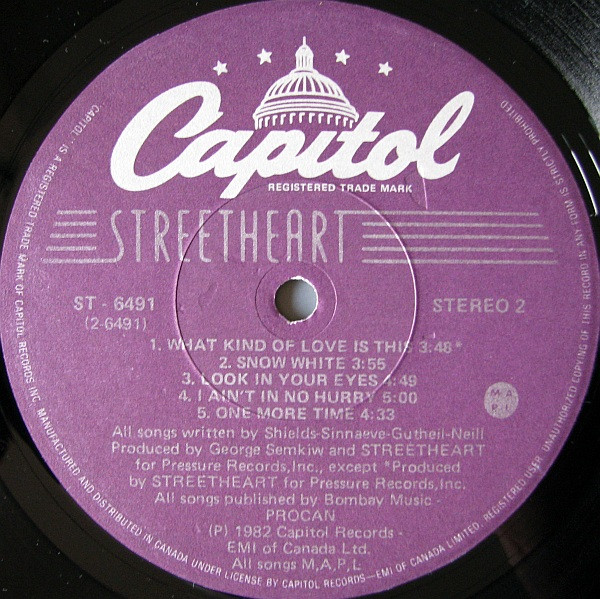 Capitol
REGISTERED TRADE MARK
STREETHEART
ST - 6491
(2-6491)
STEREO 2
1. WHAT KIND OF LOVE IS THIS 3:48*
2. SNOW WHITE 3:55
3. LOOK IN YOUR EYES 4:49
4. I AIN'T IN NO HURRY 5:00
5. ONE MORE TIME 4:33
M A
P L
All songs written by Shields-Sinnaeve-Gutheil-Neill
Produced by George Semkiw and STREETHEART
for Pressure Records,Inc., except *Produced
by STREETHEART for Pressure Records,Inc.
All songs published by Bombay Music -
PROCAN
(P) 1982 Capitol Records -
EMI of Canada Ltd.
All songs M,A,P,L
"CAPITOL" IS A REGISTERED TRADE MARK OF CAPITOL RECORDS INC. MANUFACTURED AND DISTRIBUTED IN CANADA UNDER LICENSE BY CAPITOL RECORDS—EMI OF CANADA LIMITED, REGISTERED USER. UNAUTHORIZED COPYING OF THIS RECORD IN ANY FORM IS STRICTLY PROHIBITED